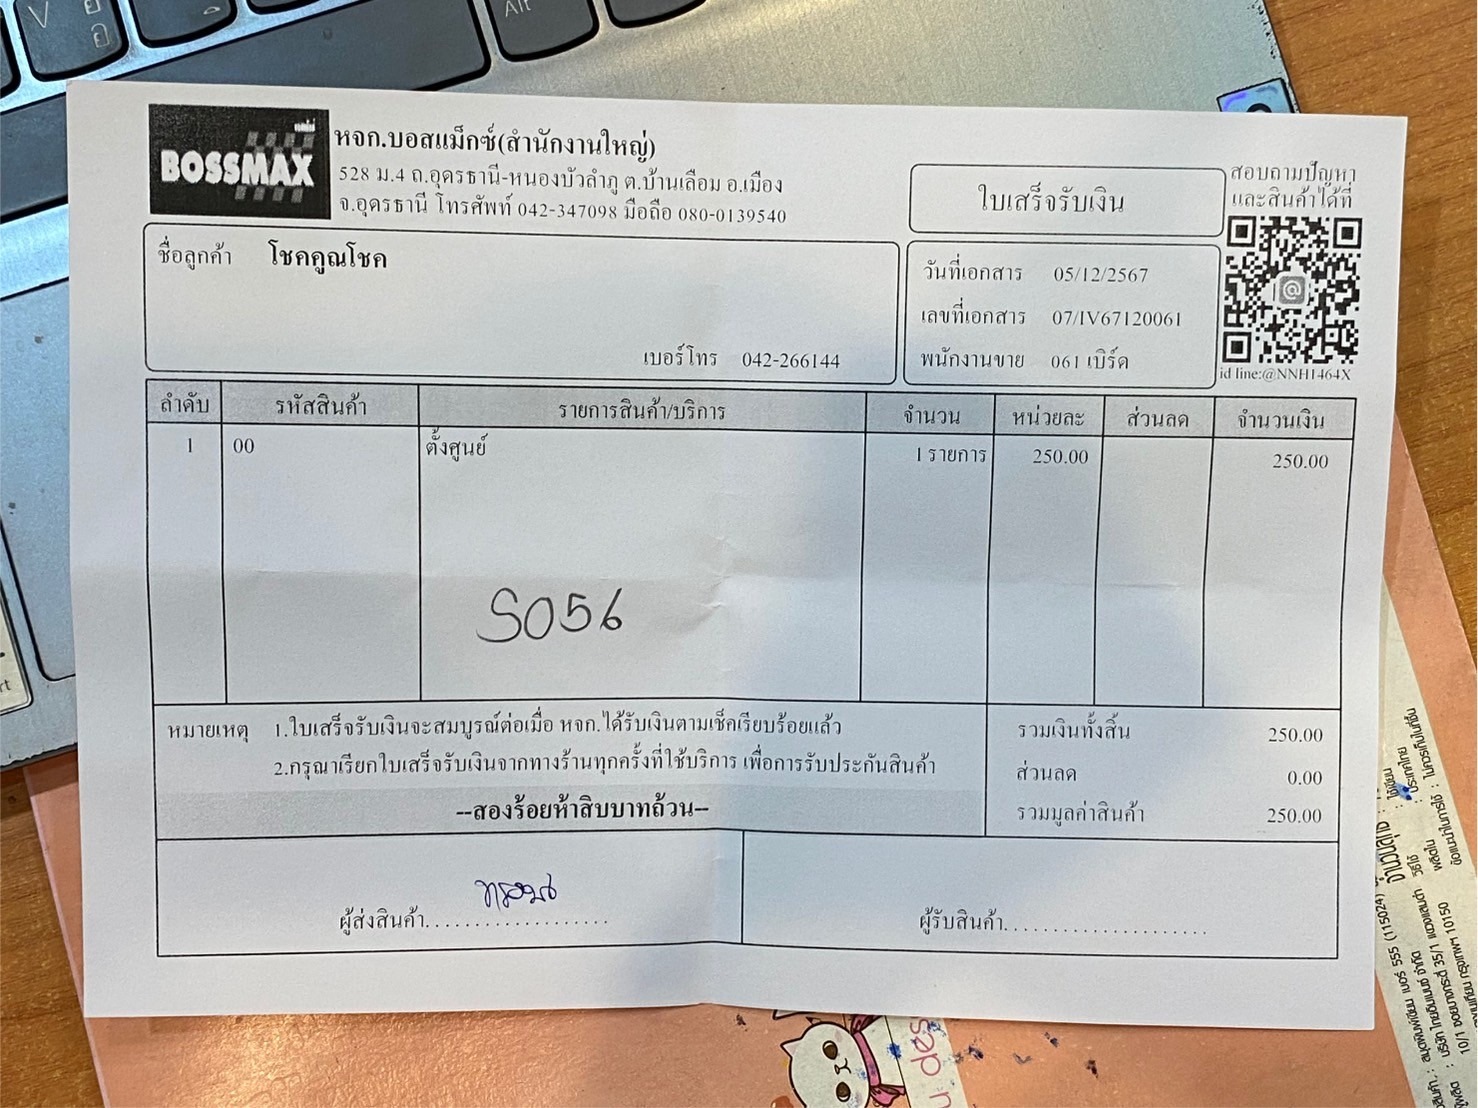 V
Alt
BOSSMAX
หจก.บอสแม็กซ์(สำนักงานใหญ่)
528 ม.4 ถ.อุดรธานี-หนองบัวลำภู ต.บ้านเลื่อม อ.เมือง
จ.อุดรธานี โทรศัพท์ 042-347098 มือถือ 080-0139540
ใบเสร็จรับเงิน
สอบถามปัญหา
และสินค้าได้ที่
id line:@NNH1464X
ชื่อลูกค้า โชคคูณโชค
เบอร์โทร 042-266144
วันที่เอกสาร 05/12/2567
เลขที่เอกสาร 07/IV67120061
พนักงานขาย 061 เบิร์ด
ลำดับ รหัสสินค้า รายการสินค้า/บริการ จำนวน หน่วยละ ส่วนลด จำนวนเงิน
1 00 ตั้งศูนย์ 1 รายการ 250.00 250.00
S056
หมายเหตุ 1.ใบเสร็จรับเงินจะสมบูรณ์ต่อเมื่อ หจก.ได้รับเงินตามเช็คเรียบร้อยแล้ว
2.กรุณาเรียกใบเสร็จรับเงินจากทางร้านทุกครั้งที่ใช้บริการ เพื่อการรับประกันสินค้า
--สองร้อยห้าสิบบาทถ้วน--
รวมเงินทั้งสิ้น 250.00
ส่วนลด 0.00
รวมมูลค่าสินค้า 250.00
ผู้ส่งสินค้า....................
ผู้รับสินค้า......................